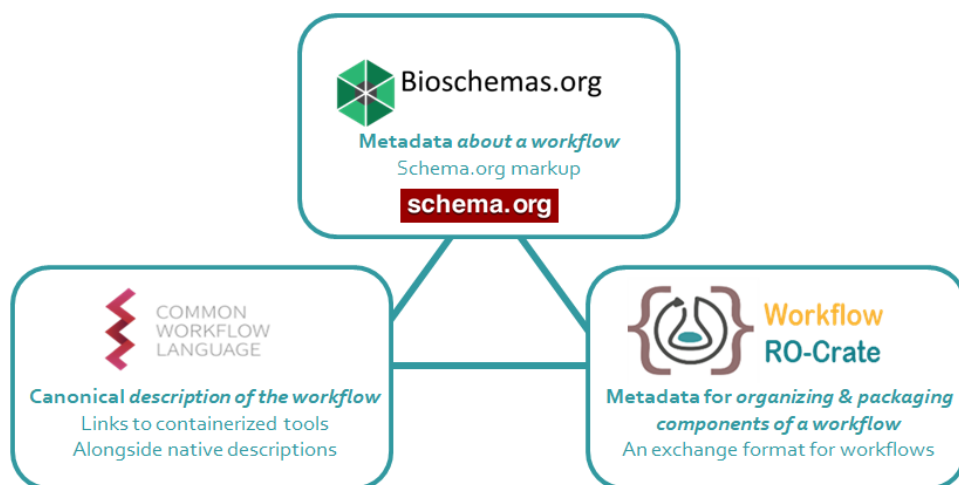 Bioschemas.org
Metadata about a workflow
Schema.org markup
schema.org
COMMON
WORKFLOW
LANGUAGE
Canonical description of the workflow
Links to containerized tools
Alongside native descriptions
Workflow
RO-Crate
Metadata for organizing & packaging
components of a workflow
An exchange format for workflows